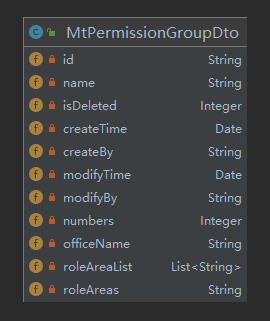 MtPermissionGroupDto
id String
name String
isDeleted Integer
createTime Date
createBy String
modifyTime Date
modifyBy String
numbers Integer
officeName String
roleAreaList List<String>
roleAreas String